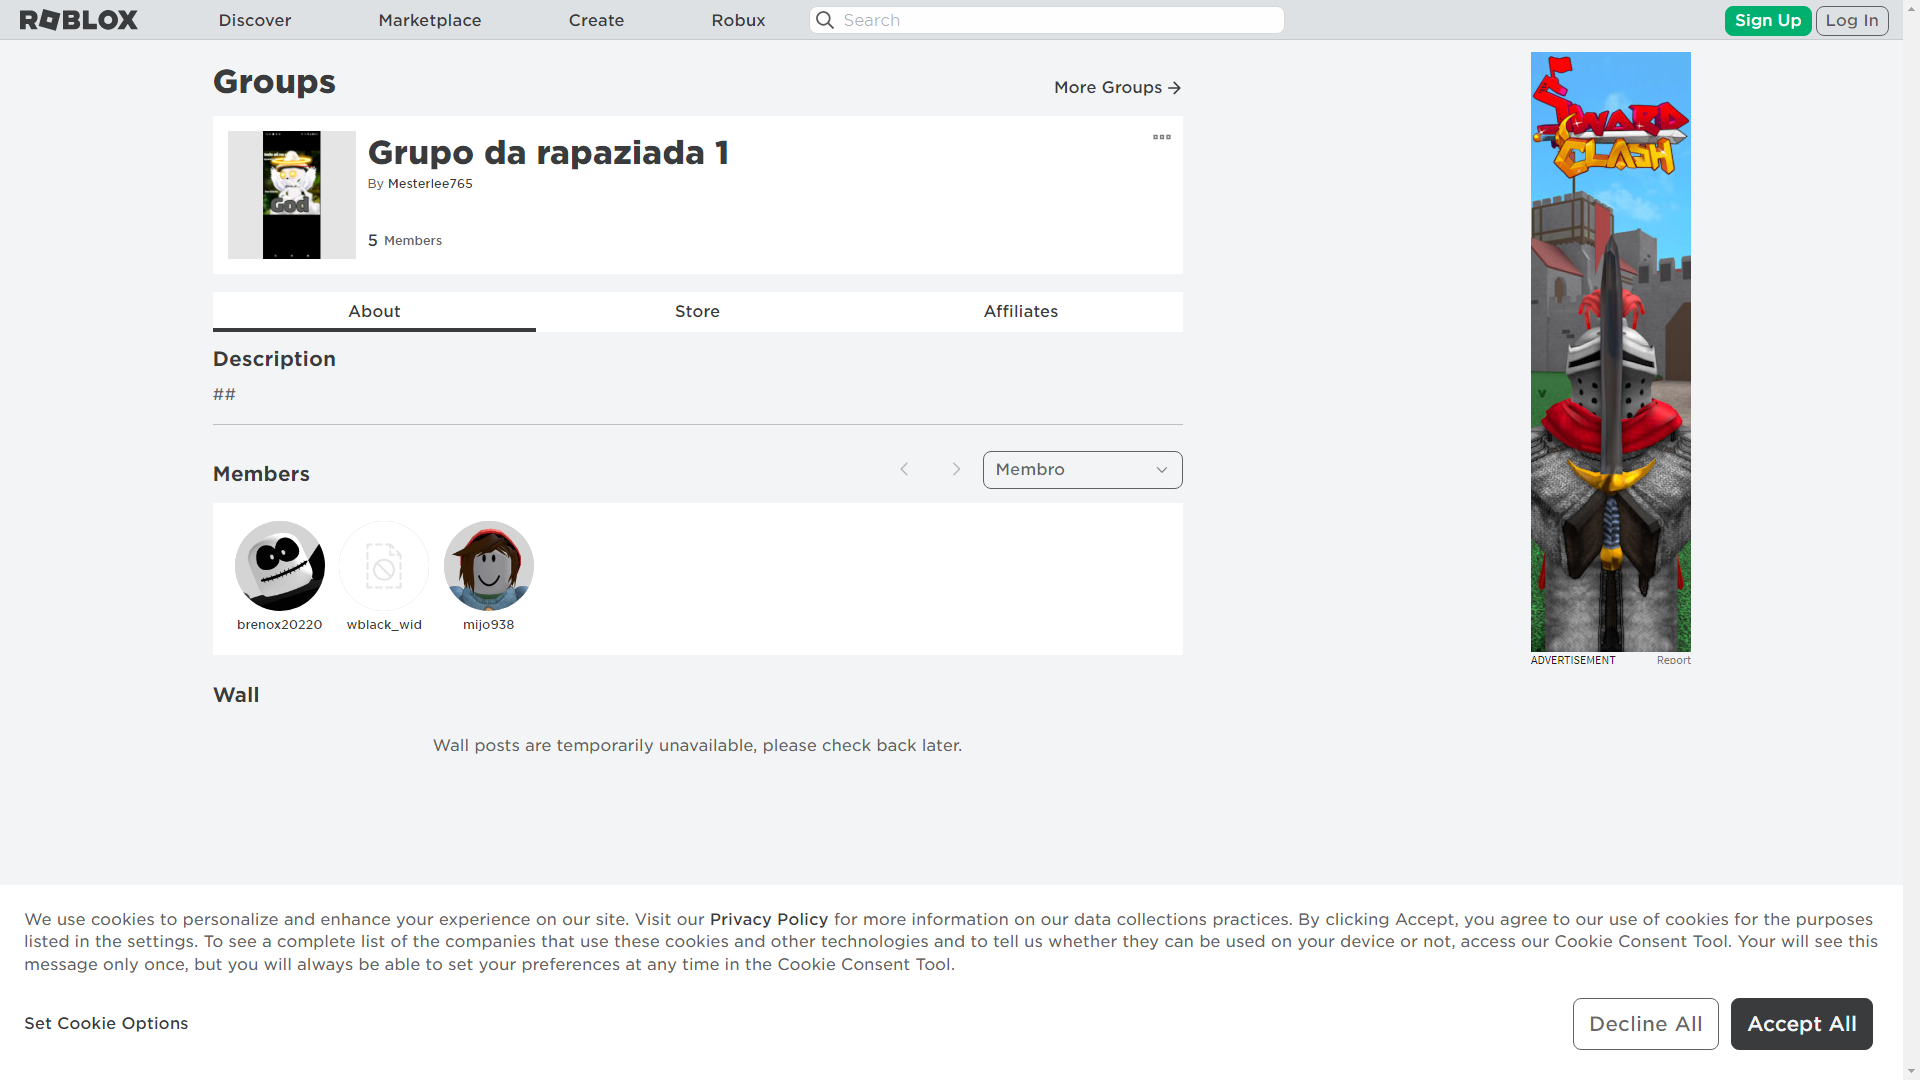 ROBLOX
Discover
Marketplace
Create
Robux
Search
Sign Up
Log In
Groups
More Groups
God
Grupo da rapaziada 1
By Mesterlee765
5 Members
SWORD
CLASH
About
Store
Affiliates
Description
##
Members
Membro
brenox20220
wblack_wid
mijo938
ADVERTISEMENT
Report
Wall
Wall posts are temporarily unavailable, please check back later.
We use cookies to personalize and enhance your experience on our site. Visit our Privacy Policy for more information on our data collections practices. By clicking Accept, you agree to our use of cookies for the purposes
listed in the settings. To see a complete list of the companies that use these cookies and other technologies and to tell us whether they can be used on your device or not, access our Cookie Consent Tool. Your will see this
message only once, but you will always be able to set your preferences at any time in the Cookie Consent Tool.
Set Cookie Options
Decline All
Accept All